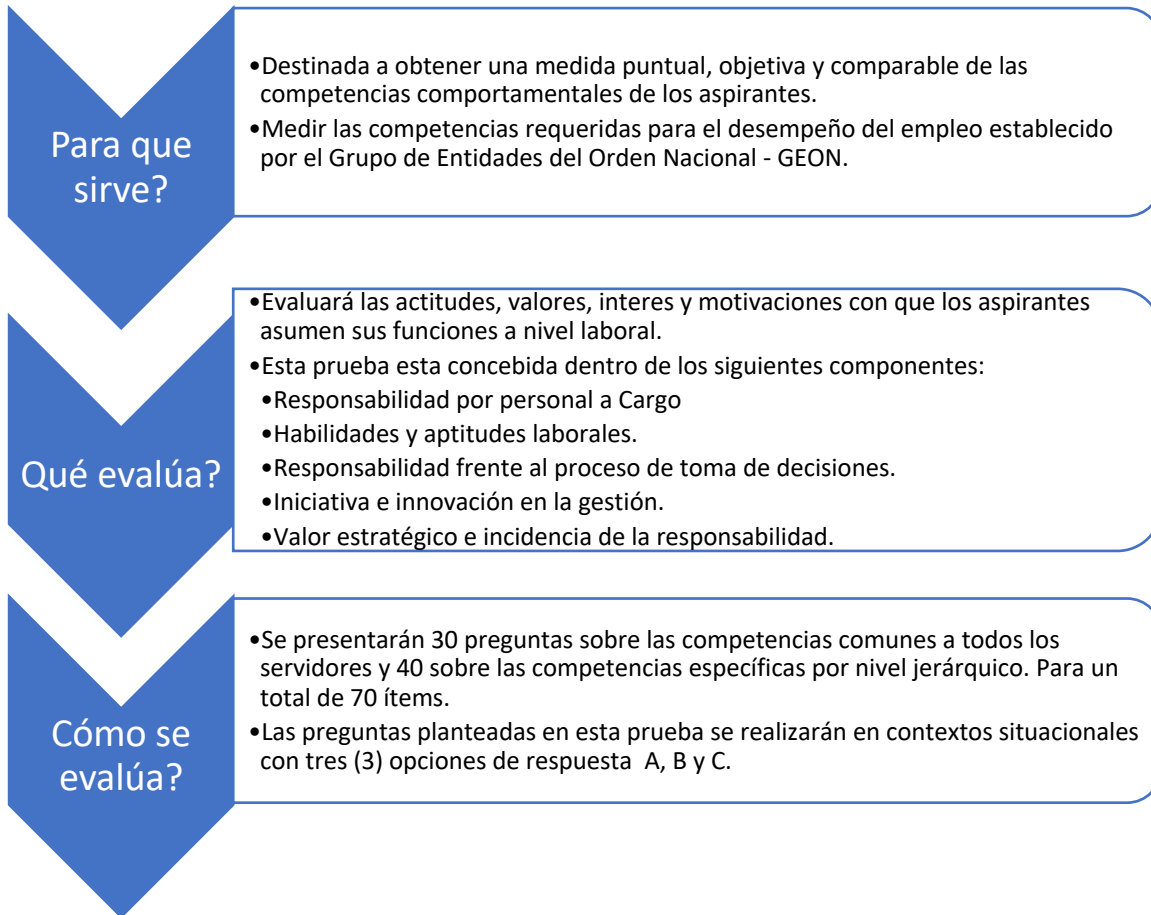 Para que
sirve?
•Destinada a obtener una medida puntual, objetiva y comparable de las
competencias comportamentales de los aspirantes.
•Medir las competencias requeridas para el desempeño del empleo establecido
por el Grupo de Entidades del Orden Nacional - GEON.
Qué evalúa?
•Evaluará las actitudes, valores, interes y motivaciones con que los aspirantes
asumen sus funciones a nivel laboral.
•Esta prueba esta concebida dentro de los siguientes componentes:
•Responsabilidad por personal a Cargo
•Habilidades y aptitudes laborales.
•Responsabilidad frente al proceso de toma de decisiones.
•Iniciativa e innovación en la gestión.
•Valor estratégico e incidencia de la responsabilidad.
Cómo se
evalúa?
•Se presentarán 30 preguntas sobre las competencias comunes a todos los
servidores y 40 sobre las competencias específicas por nivel jerárquico. Para un
total de 70 ítems.
•Las preguntas planteadas en esta prueba se realizarán en contextos situacionales
con tres (3) opciones de respuesta A, B y C.